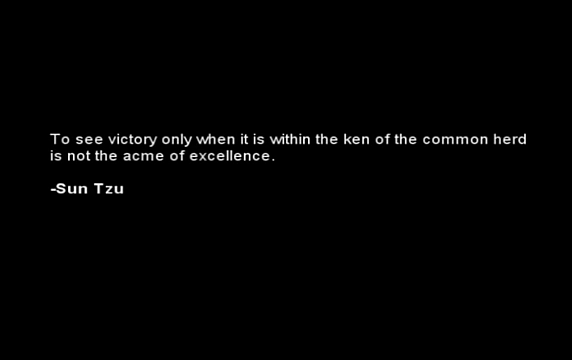 To see victory only when it is within the ken of the common herd
is not the acme of excellence.
-Sun Tzu